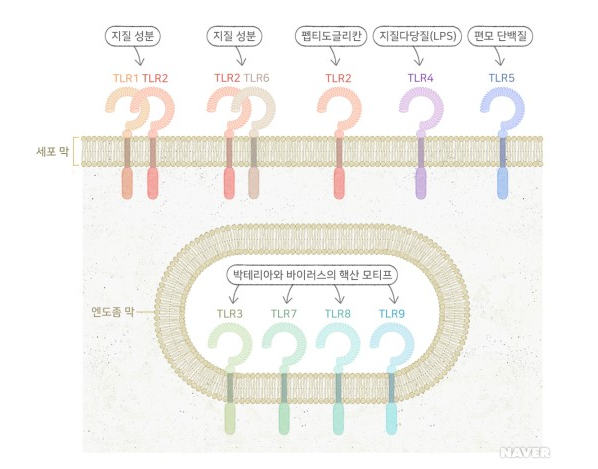 지질 성분
지질 성분
펩티도글리칸
지질다당질(LPS)
편모 단백질
TLR1 TLR2
TLR2 TLR6
TLR2
TLR4
TLR5
세포 막
박테리아와 바이러스의 핵산 모티프
엔도좀 막
TLR3
TLR7
TLR8
TLR9
NAVER